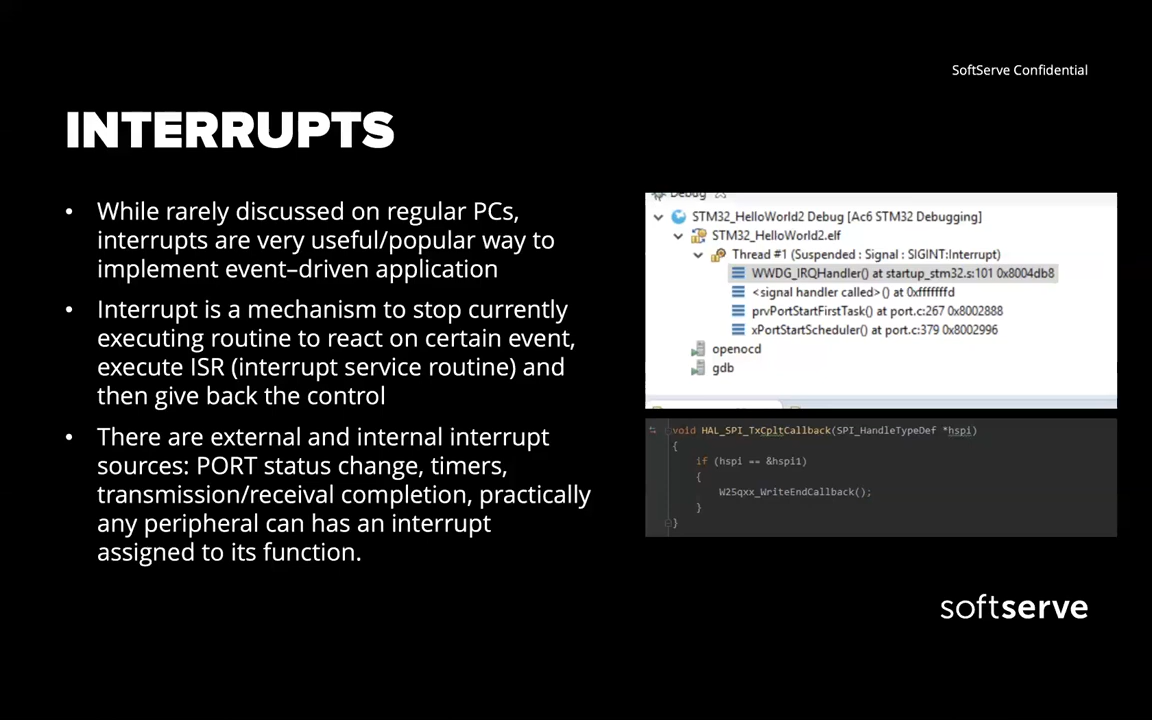 SoftServe Confidential
INTERRUPTS
• While rarely discussed on regular PCs,
interrupts are very useful/popular way to
implement event–driven application
• Interrupt is a mechanism to stop currently
executing routine to react on certain event,
execute ISR (interrupt service routine) and
then give back the control
• There are external and internal interrupt
sources: PORT status change, timers,
transmission/receival completion, practically
any peripheral can has an interrupt
assigned to its function.
Debug
STM32_HelloWorld2 Debug [Ac6 STM32 Debugging]
STM32_HelloWorld2.elf
Thread #1 (Suspended : Signal : SIGINT:Interrupt)
WWDG_IRQHandler() at startup_stm32.s:101 0x8004db8
<signal handler called>() at 0xfffffffd
prvPortStartFirstTask() at port.c:267 0x8002888
xPortStartScheduler() at port.c:379 0x8002996
openocd
gdb
void HAL_SPI_TxCpltCallback(SPI_HandleTypeDef *hspi)
{
if (hspi == &hspi1)
{
W25qxx_WriteEndCallback();
}
}
softserve